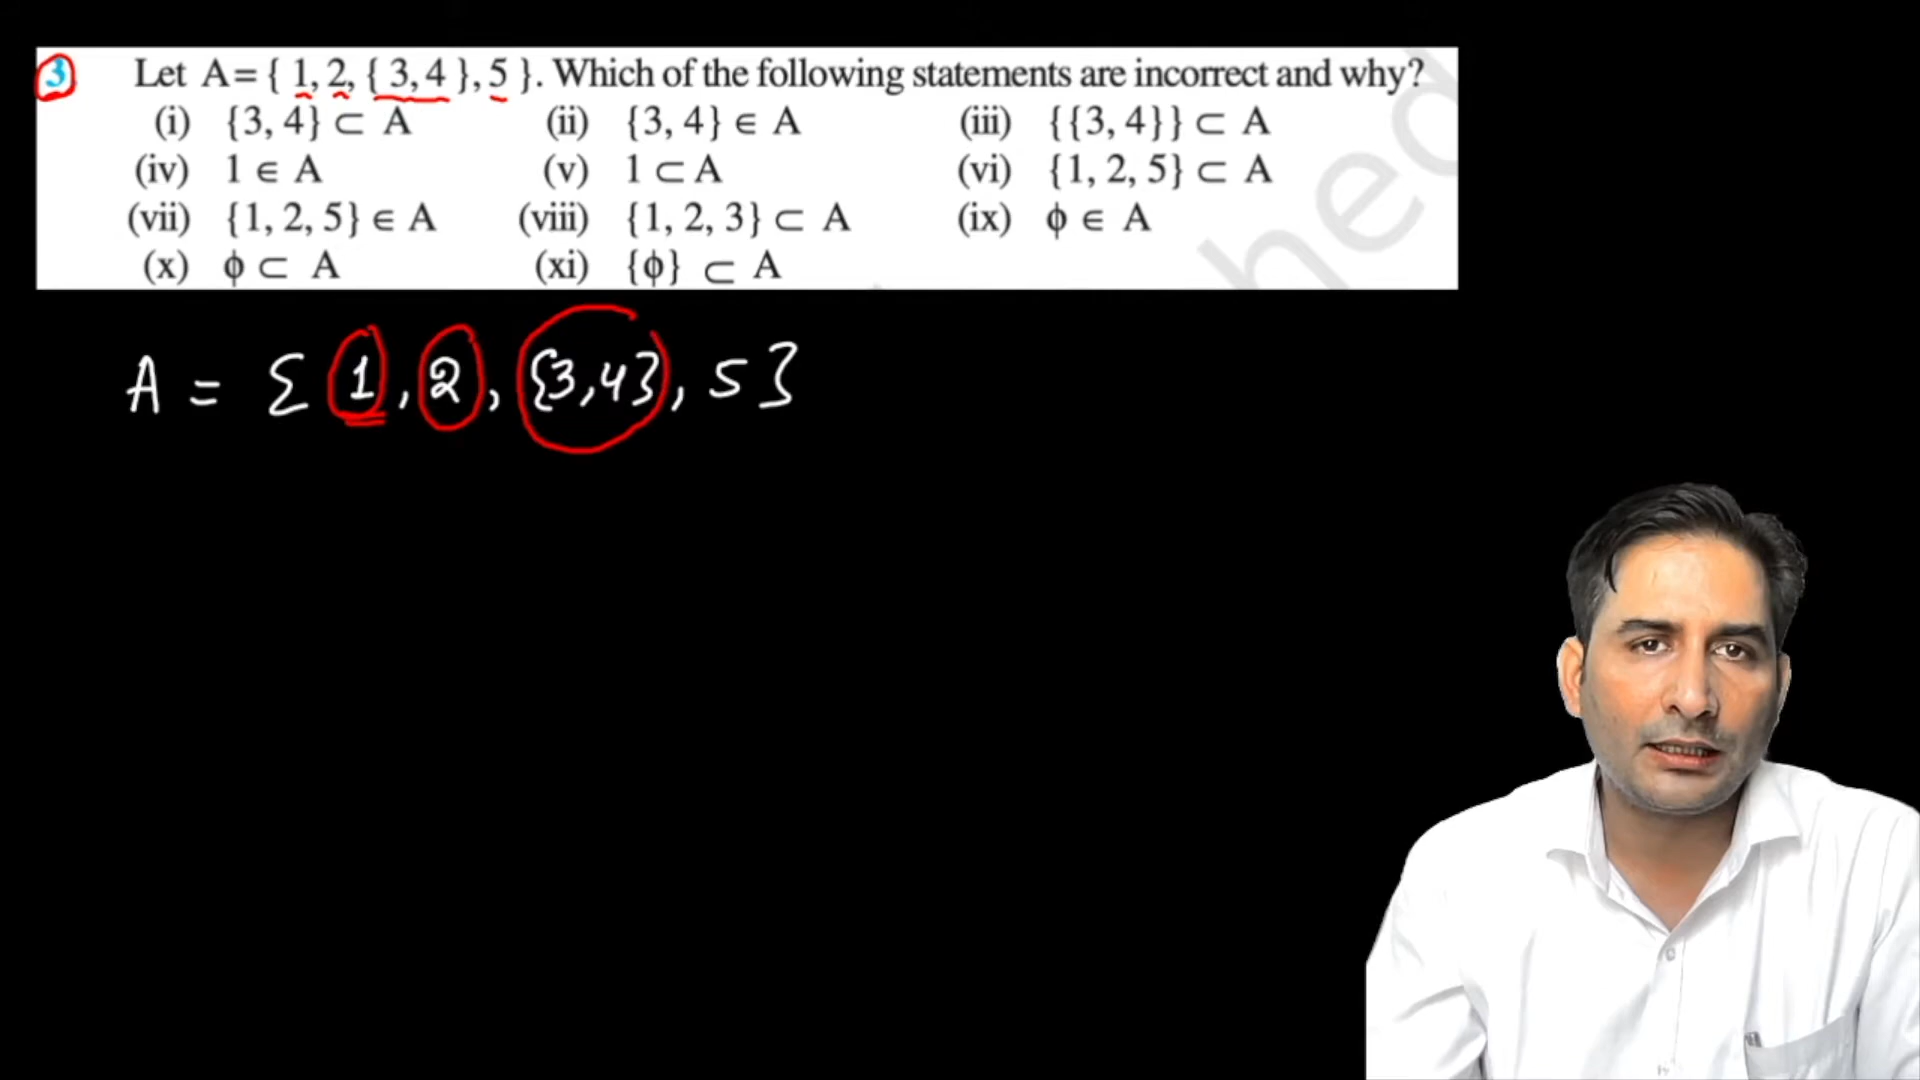 3 Let A={ 1, 2, { 3, 4 }, 5 }. Which of the following statements are incorrect and why?
(i) {3, 4} ⊂ A (ii) {3, 4} ∈ A (iii) {{3, 4}} ⊂ A
(iv) 1 ∈ A (v) 1 ⊂ A (vi) {1, 2, 5} ⊂ A
(vii) {1, 2, 5} ∈ A (viii) {1, 2, 3} ⊂ A (ix) ϕ ∈ A
(x) ϕ ⊂ A (xi) {ϕ} ⊂ A
hed
A = { 1, 2, {3,4}, 5 }